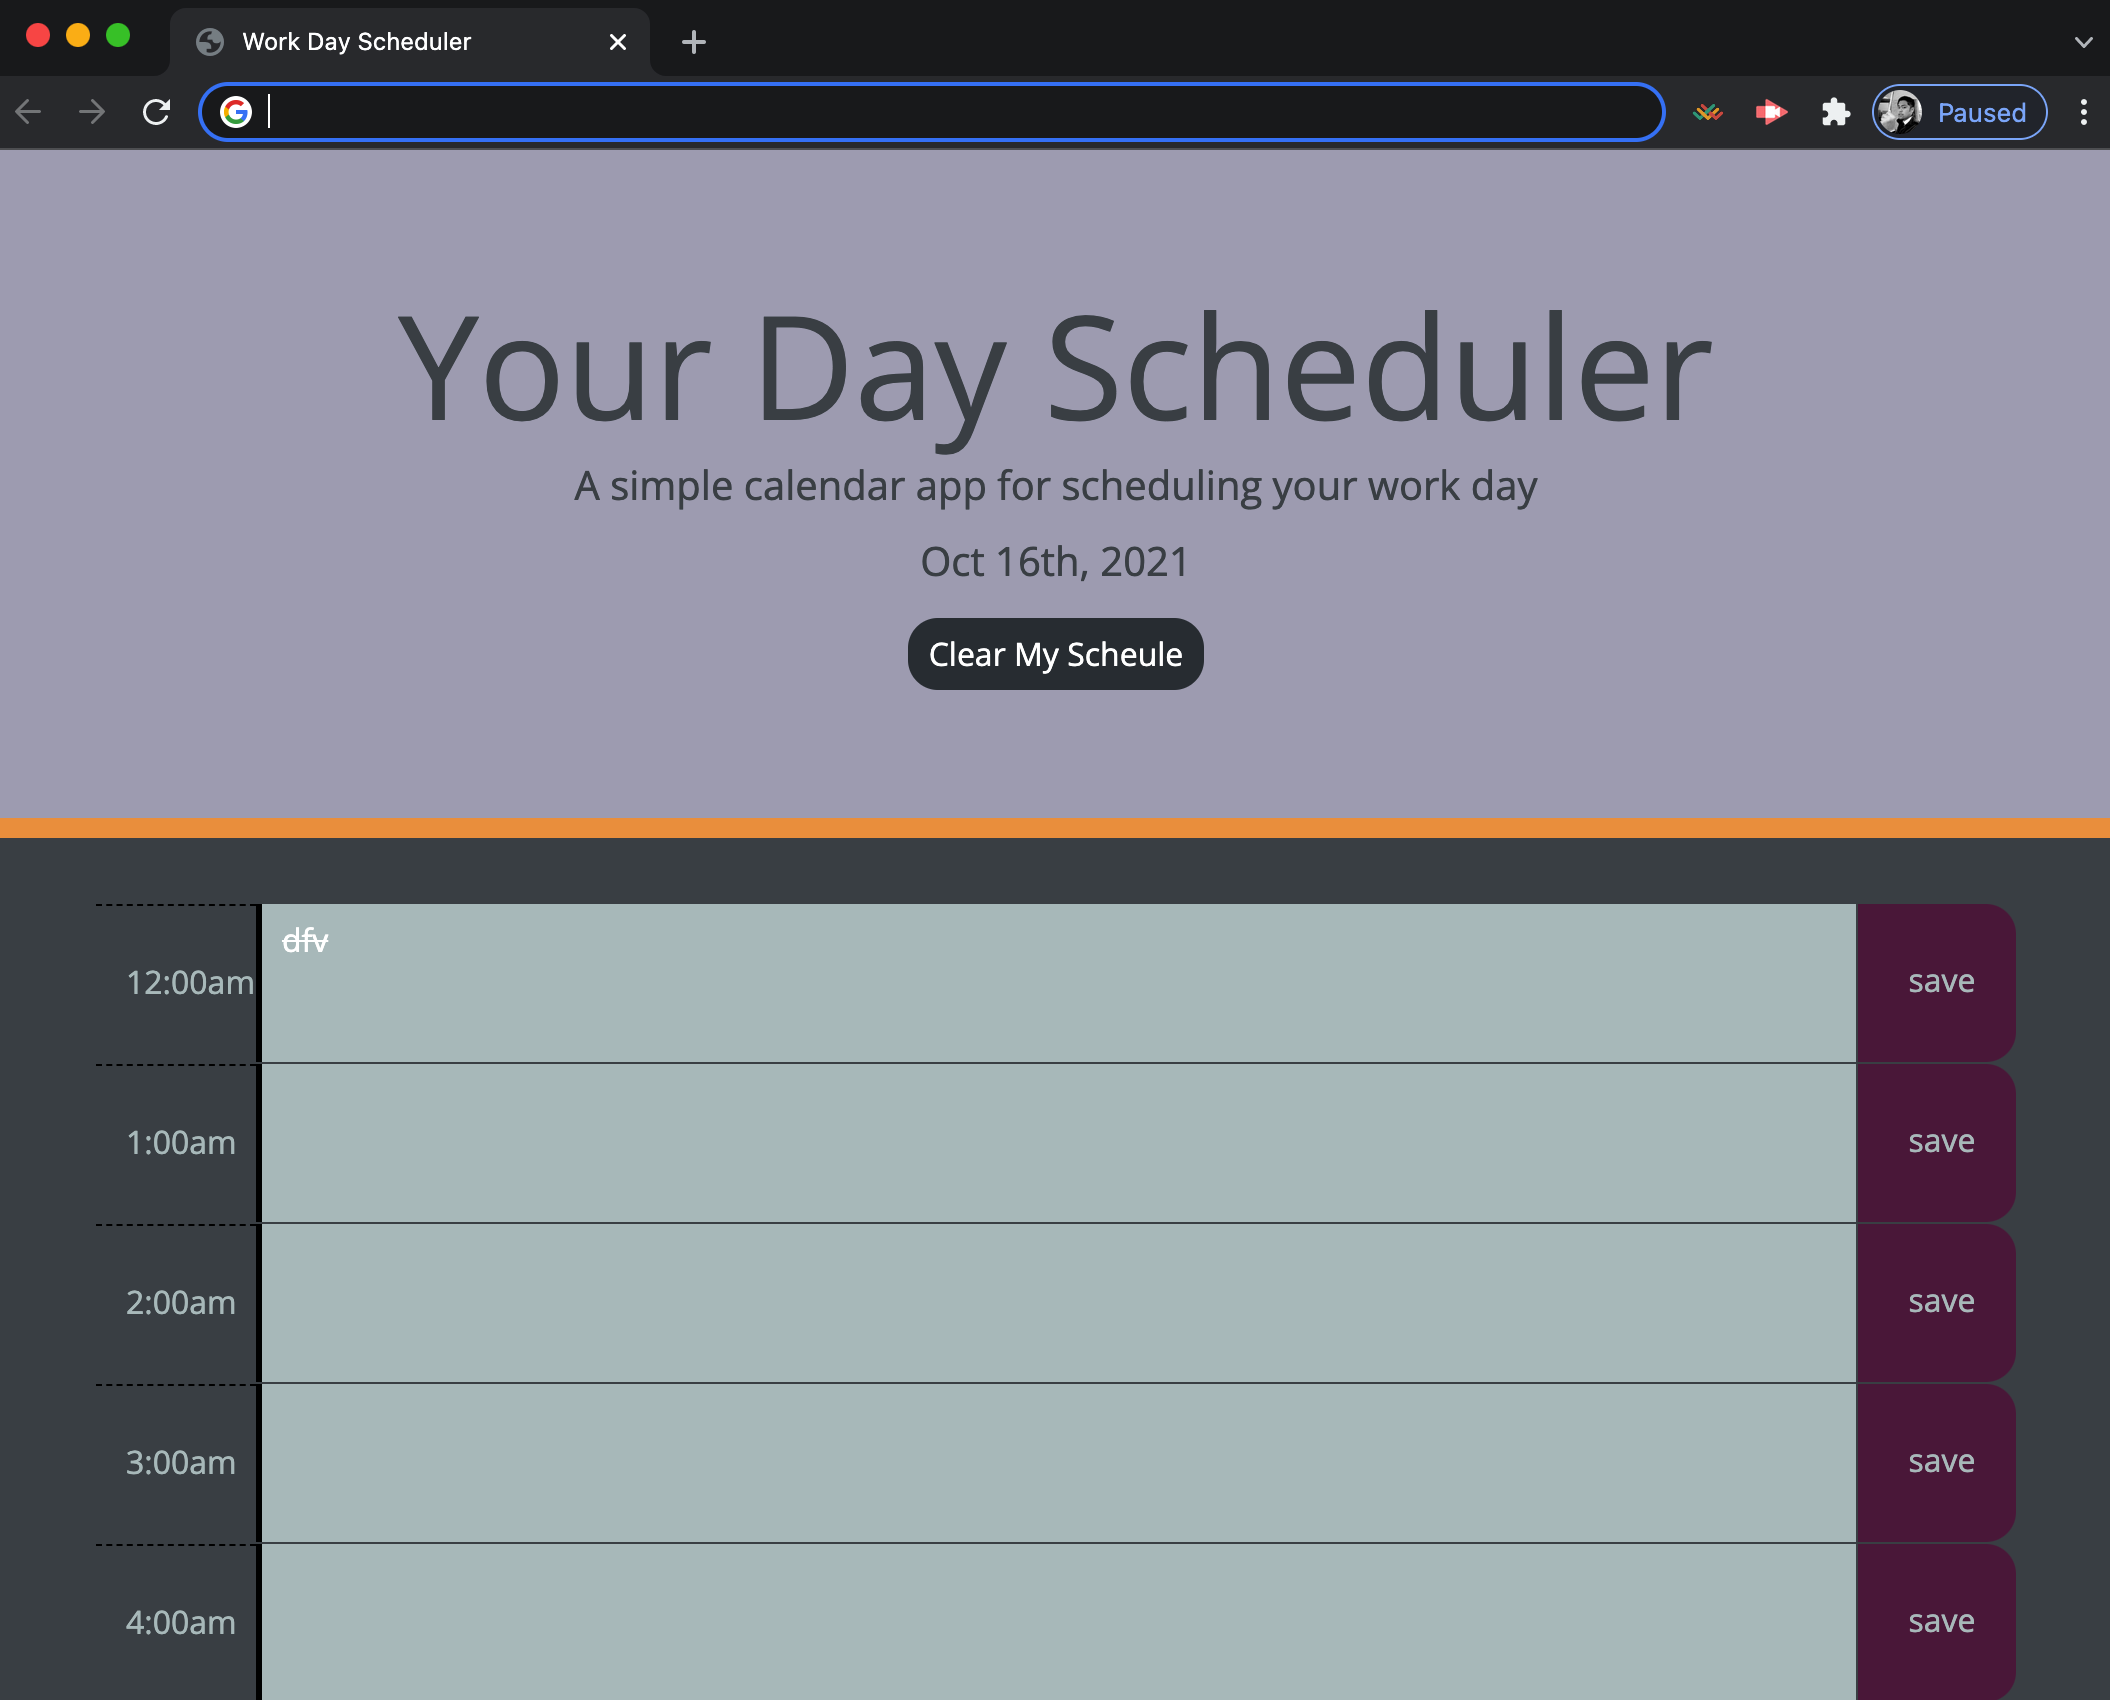 Work Day Scheduler
Paused
Your Day Scheduler
A simple calendar app for scheduling your work day
Oct 16th, 2021
Clear My Scheule
12:00am dfv save
1:00am save
2:00am save
3:00am save
4:00am save